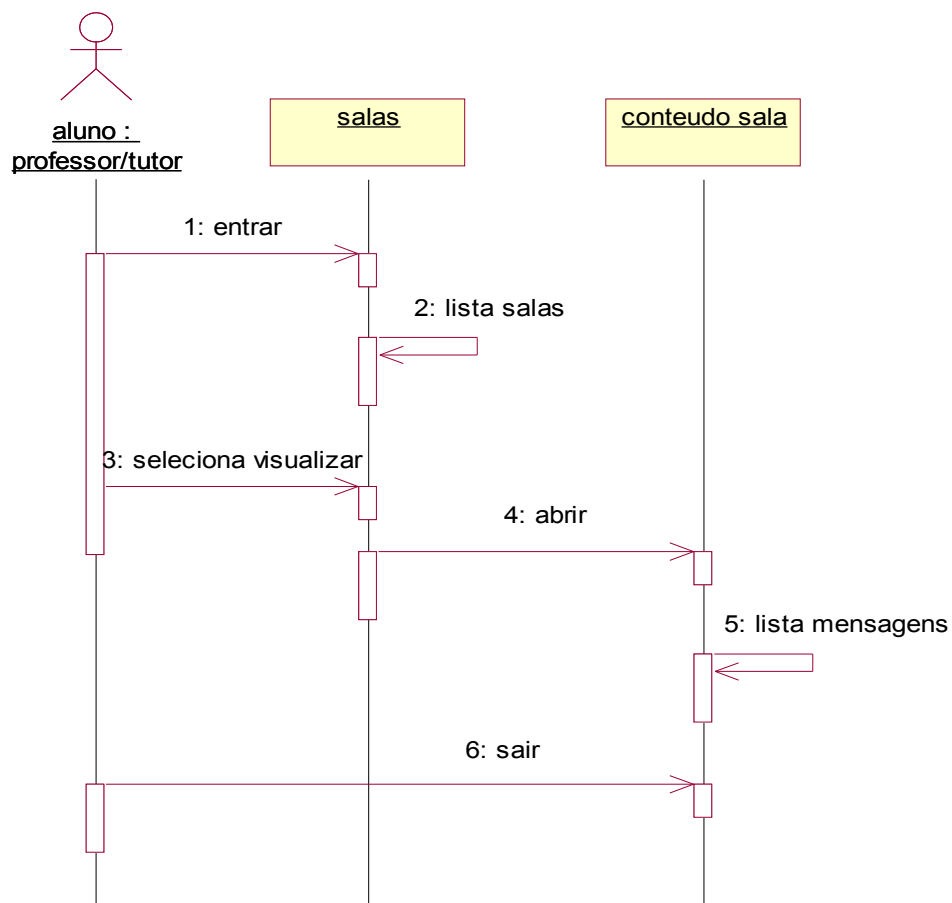 aluno :
professor/tutor
salas
conteudo sala
1: entrar
2: lista salas
3: seleciona visualizar
4: abrir
5: lista mensagens
6: sair